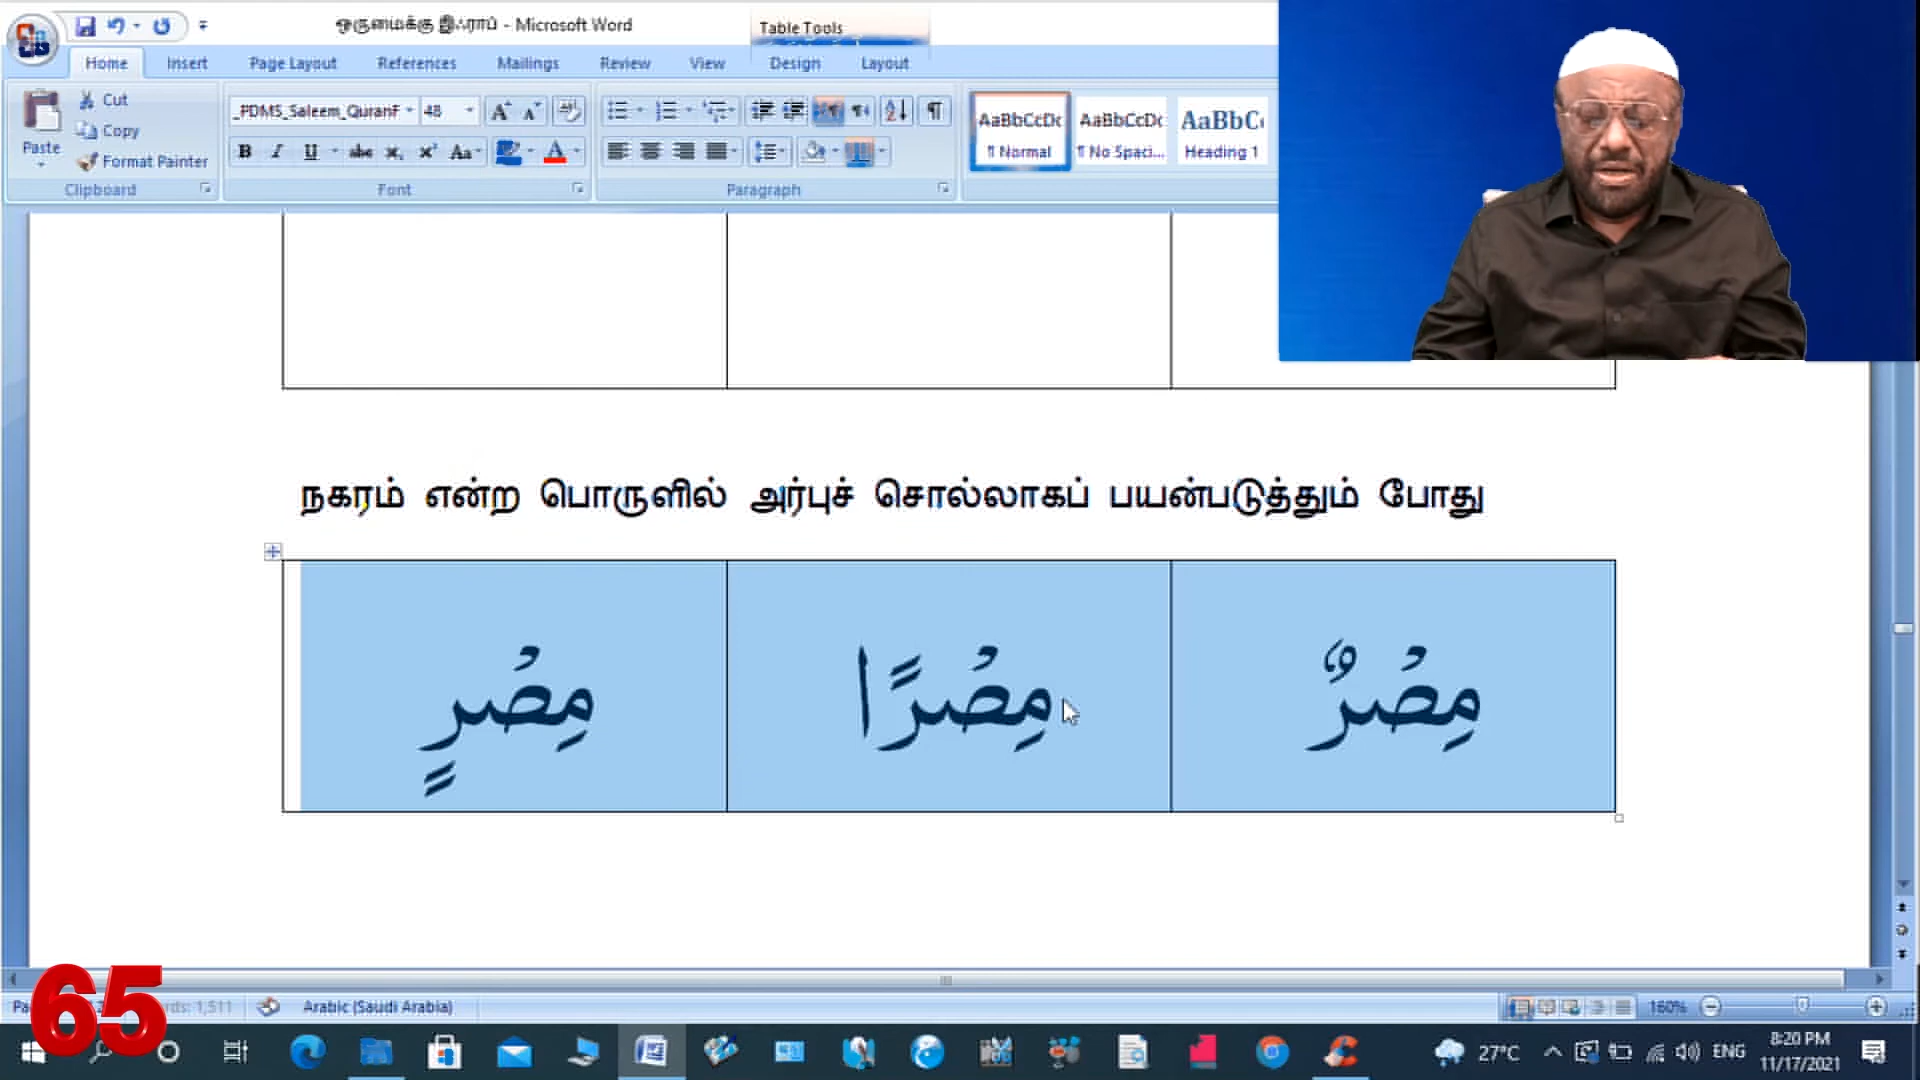 ஒருமைக்கு இஃராப் - Microsoft Word
Table Tools
Home Insert Page Layout References Mailings Review View Design Layout
Paste
Cut
Copy
Format Painter
Clipboard
_PDMS_Saleem_QuranF 48
Font
Paragraph
AaBbCcDc AaBbCcDc AaBbC
¶ Normal ¶ No Spaci... Heading 1
நகரம் என்ற பொருளில் அர்புச் சொல்லாகப் பயன்படுத்தும் போது
مِصْرٌ مِصْرًا مِصْرٍ
65
1,511 Arabic (Saudi Arabia) 160%
27°C ENG 8:20 PM
11/17/2021